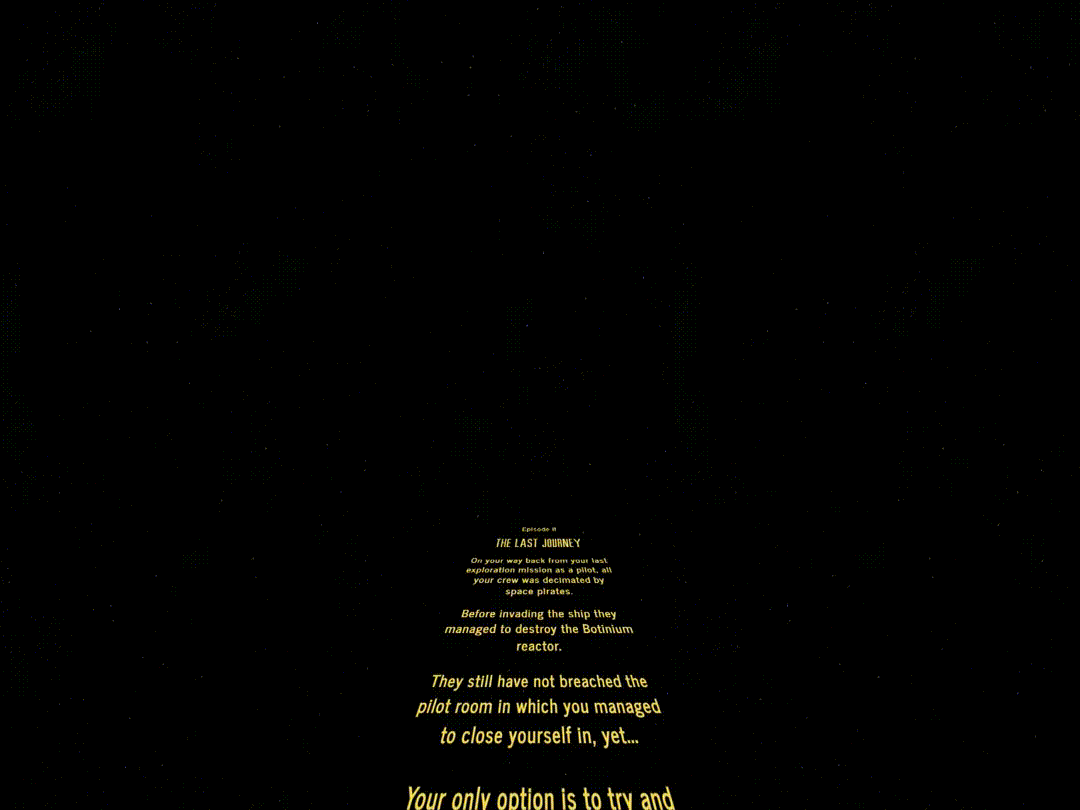 Episode II
THE LAST JOURNEY
On your way back from your last
exploration mission as a pilot, all
your crew was decimated by
space pirates.
Before invading the ship they
managed to destroy the Botinium
reactor.
They still have not breached the
pilot room in which you managed
to close yourself in, yet...
Your only option is to try and